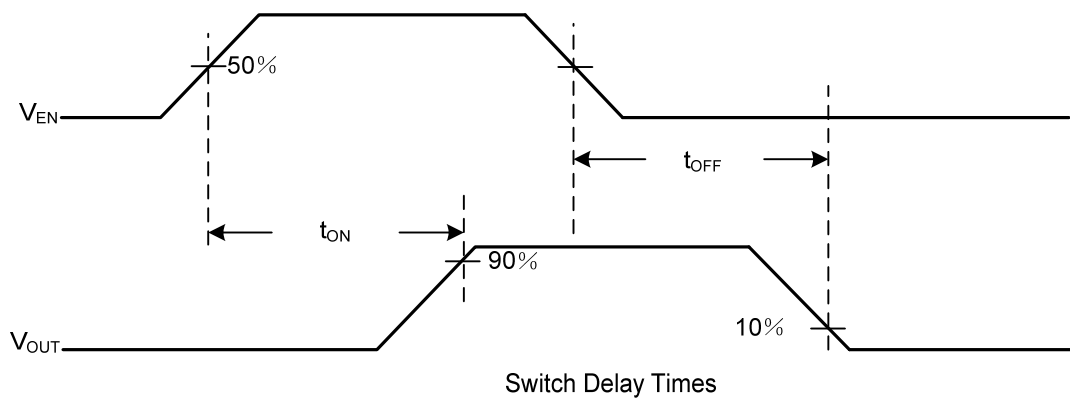 50%
VEN
tOFF
tON
90%
10%
VOUT
Switch Delay Times